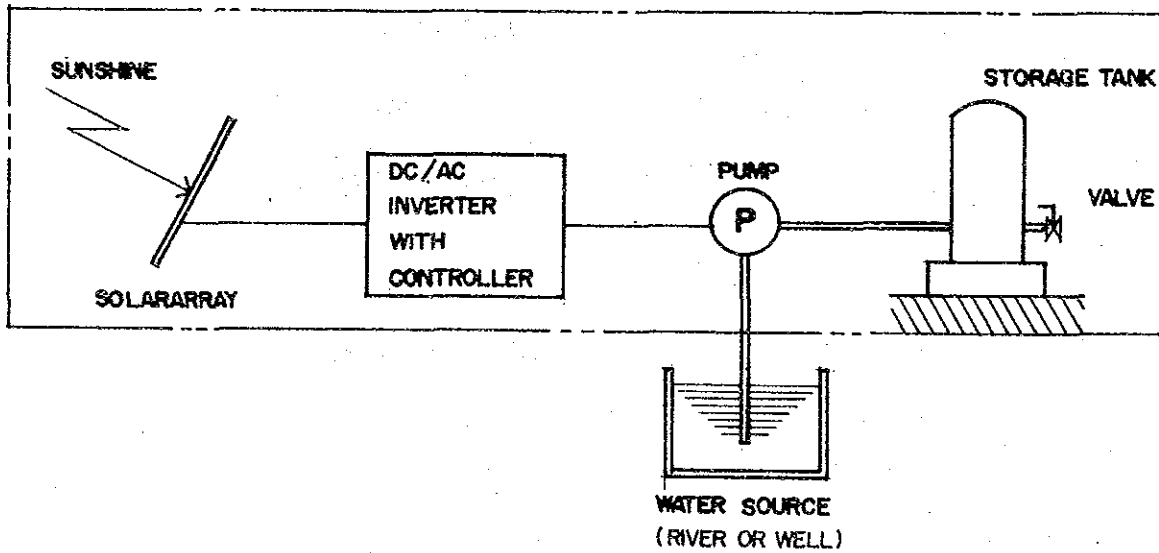 SUNSHINE
STORAGE TANK
DC/AC
INVERTER
WITH
CONTROLLER
PUMP
P
VALVE
SOLARARRAY
WATER SOURCE
(RIVER OR WELL)